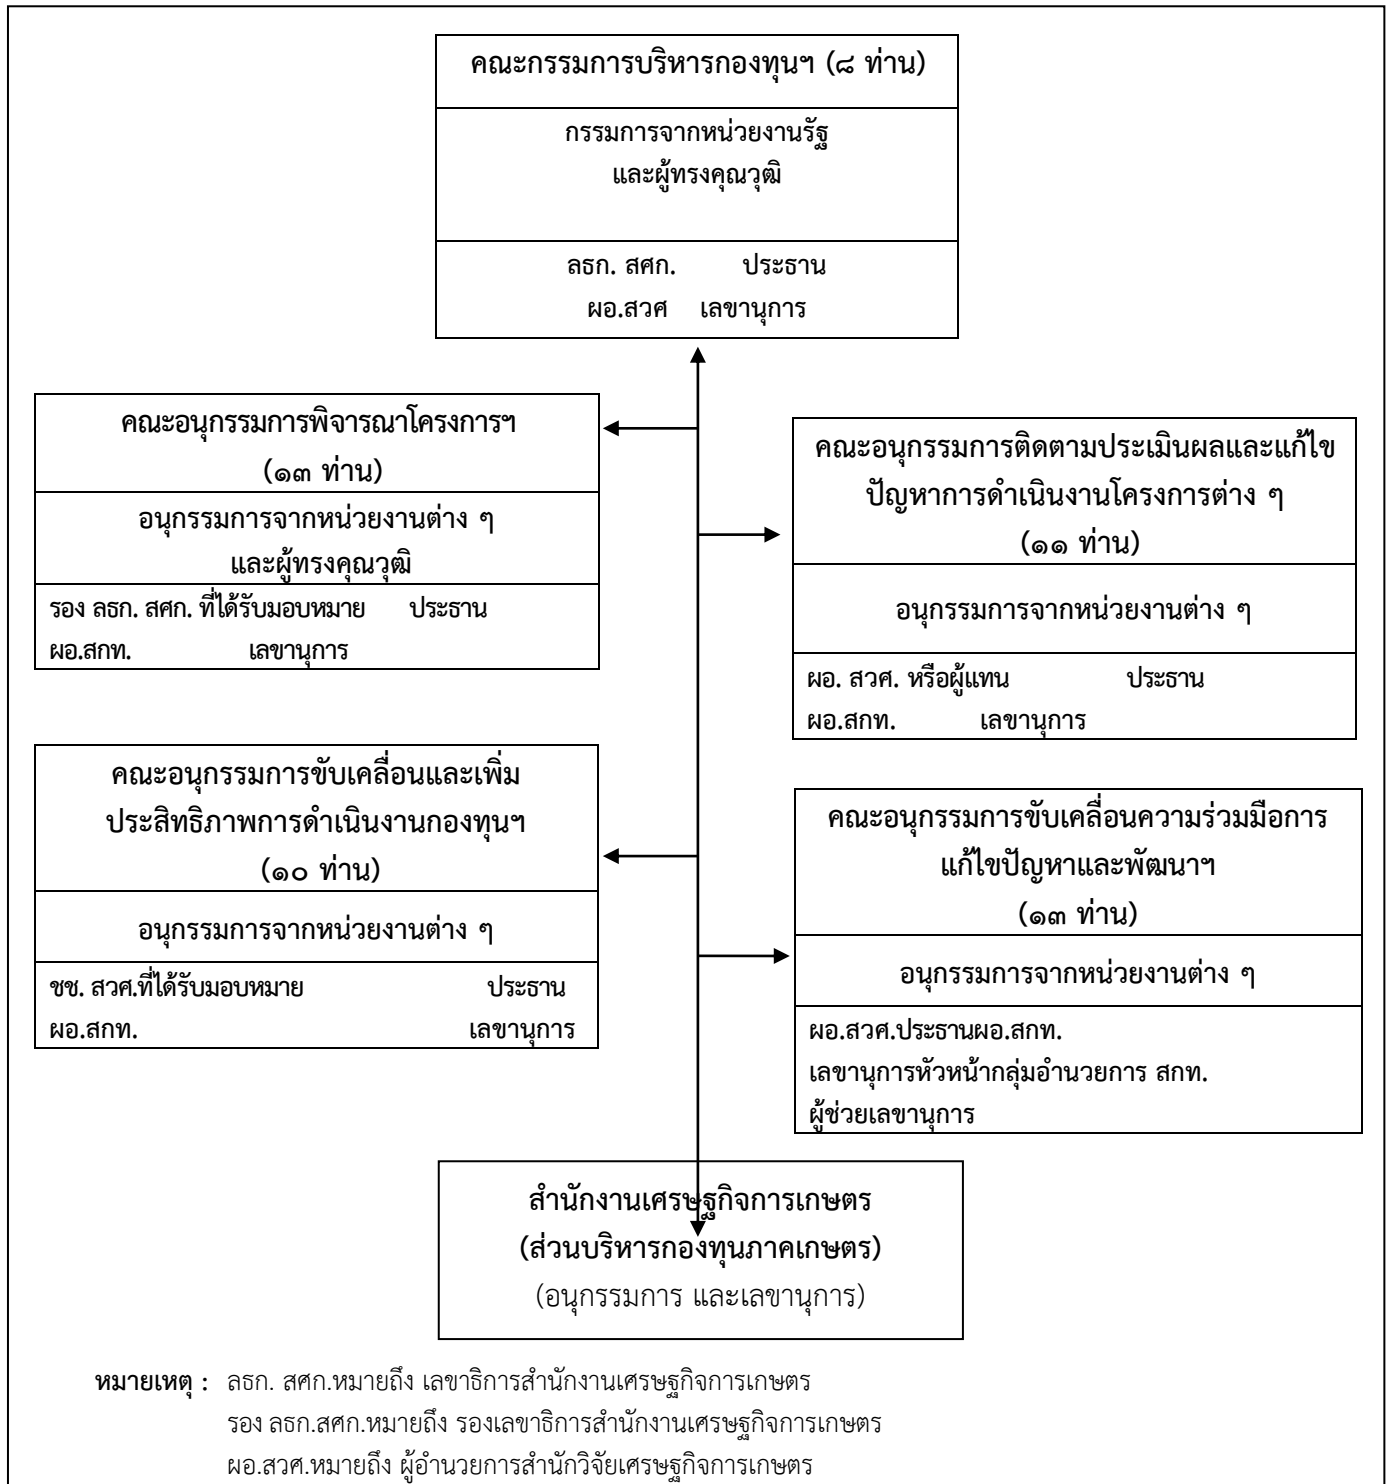 คณะกรรมการบริหารกองทุนฯ (๘ ท่าน)
กรรมการจากหน่วยงานรัฐ
และผู้ทรงคุณวุฒิ
ลธก. สศก. ประธาน
ผอ.สวศ เลขานุการ
คณะอนุกรรมการพิจารณาโครงการฯ
(๑๓ ท่าน)
อนุกรรมการจากหน่วยงานต่าง ๆ
และผู้ทรงคุณวุฒิ
รอง ลธก. สศก. ที่ได้รับมอบหมาย ประธาน
ผอ.สกท. เลขานุการ
คณะอนุกรรมการติดตามประเมินผลและแก้ไข
ปัญหาการดำเนินงานโครงการต่าง ๆ
(๑๑ ท่าน)
อนุกรรมการจากหน่วยงานต่าง ๆ
ผอ. สวศ. หรือผู้แทน ประธาน
ผอ.สกท. เลขานุการ
คณะอนุกรรมการขับเคลื่อนและเพิ่ม
ประสิทธิภาพการดำเนินงานกองทุนฯ
(๑๐ ท่าน)
อนุกรรมการจากหน่วยงานต่าง ๆ
ชช. สวศ.ที่ได้รับมอบหมาย ประธาน
ผอ.สกท. เลขานุการ
คณะอนุกรรมการขับเคลื่อนความร่วมมือการ
แก้ไขปัญหาและพัฒนาฯ
(๑๓ ท่าน)
อนุกรรมการจากหน่วยงานต่าง ๆ
ผอ.สวศ.ประธานผอ.สกท.
เลขานุการหัวหน้ากลุ่มอำนวยการ สกท.
ผู้ช่วยเลขานุการ
สำนักงานเศรษฐกิจการเกษตร
(ส่วนบริหารกองทุนภาคเกษตร)
(อนุกรรมการ และเลขานุการ)
หมายเหตุ : ลธก. สศก.หมายถึง เลขาธิการสำนักงานเศรษฐกิจการเกษตร
รอง ลธก.สศก.หมายถึง รองเลขาธิการสำนักงานเศรษฐกิจการเกษตร
ผอ.สวศ.หมายถึง ผู้อำนวยการสำนักวิจัยเศรษฐกิจการเกษตร